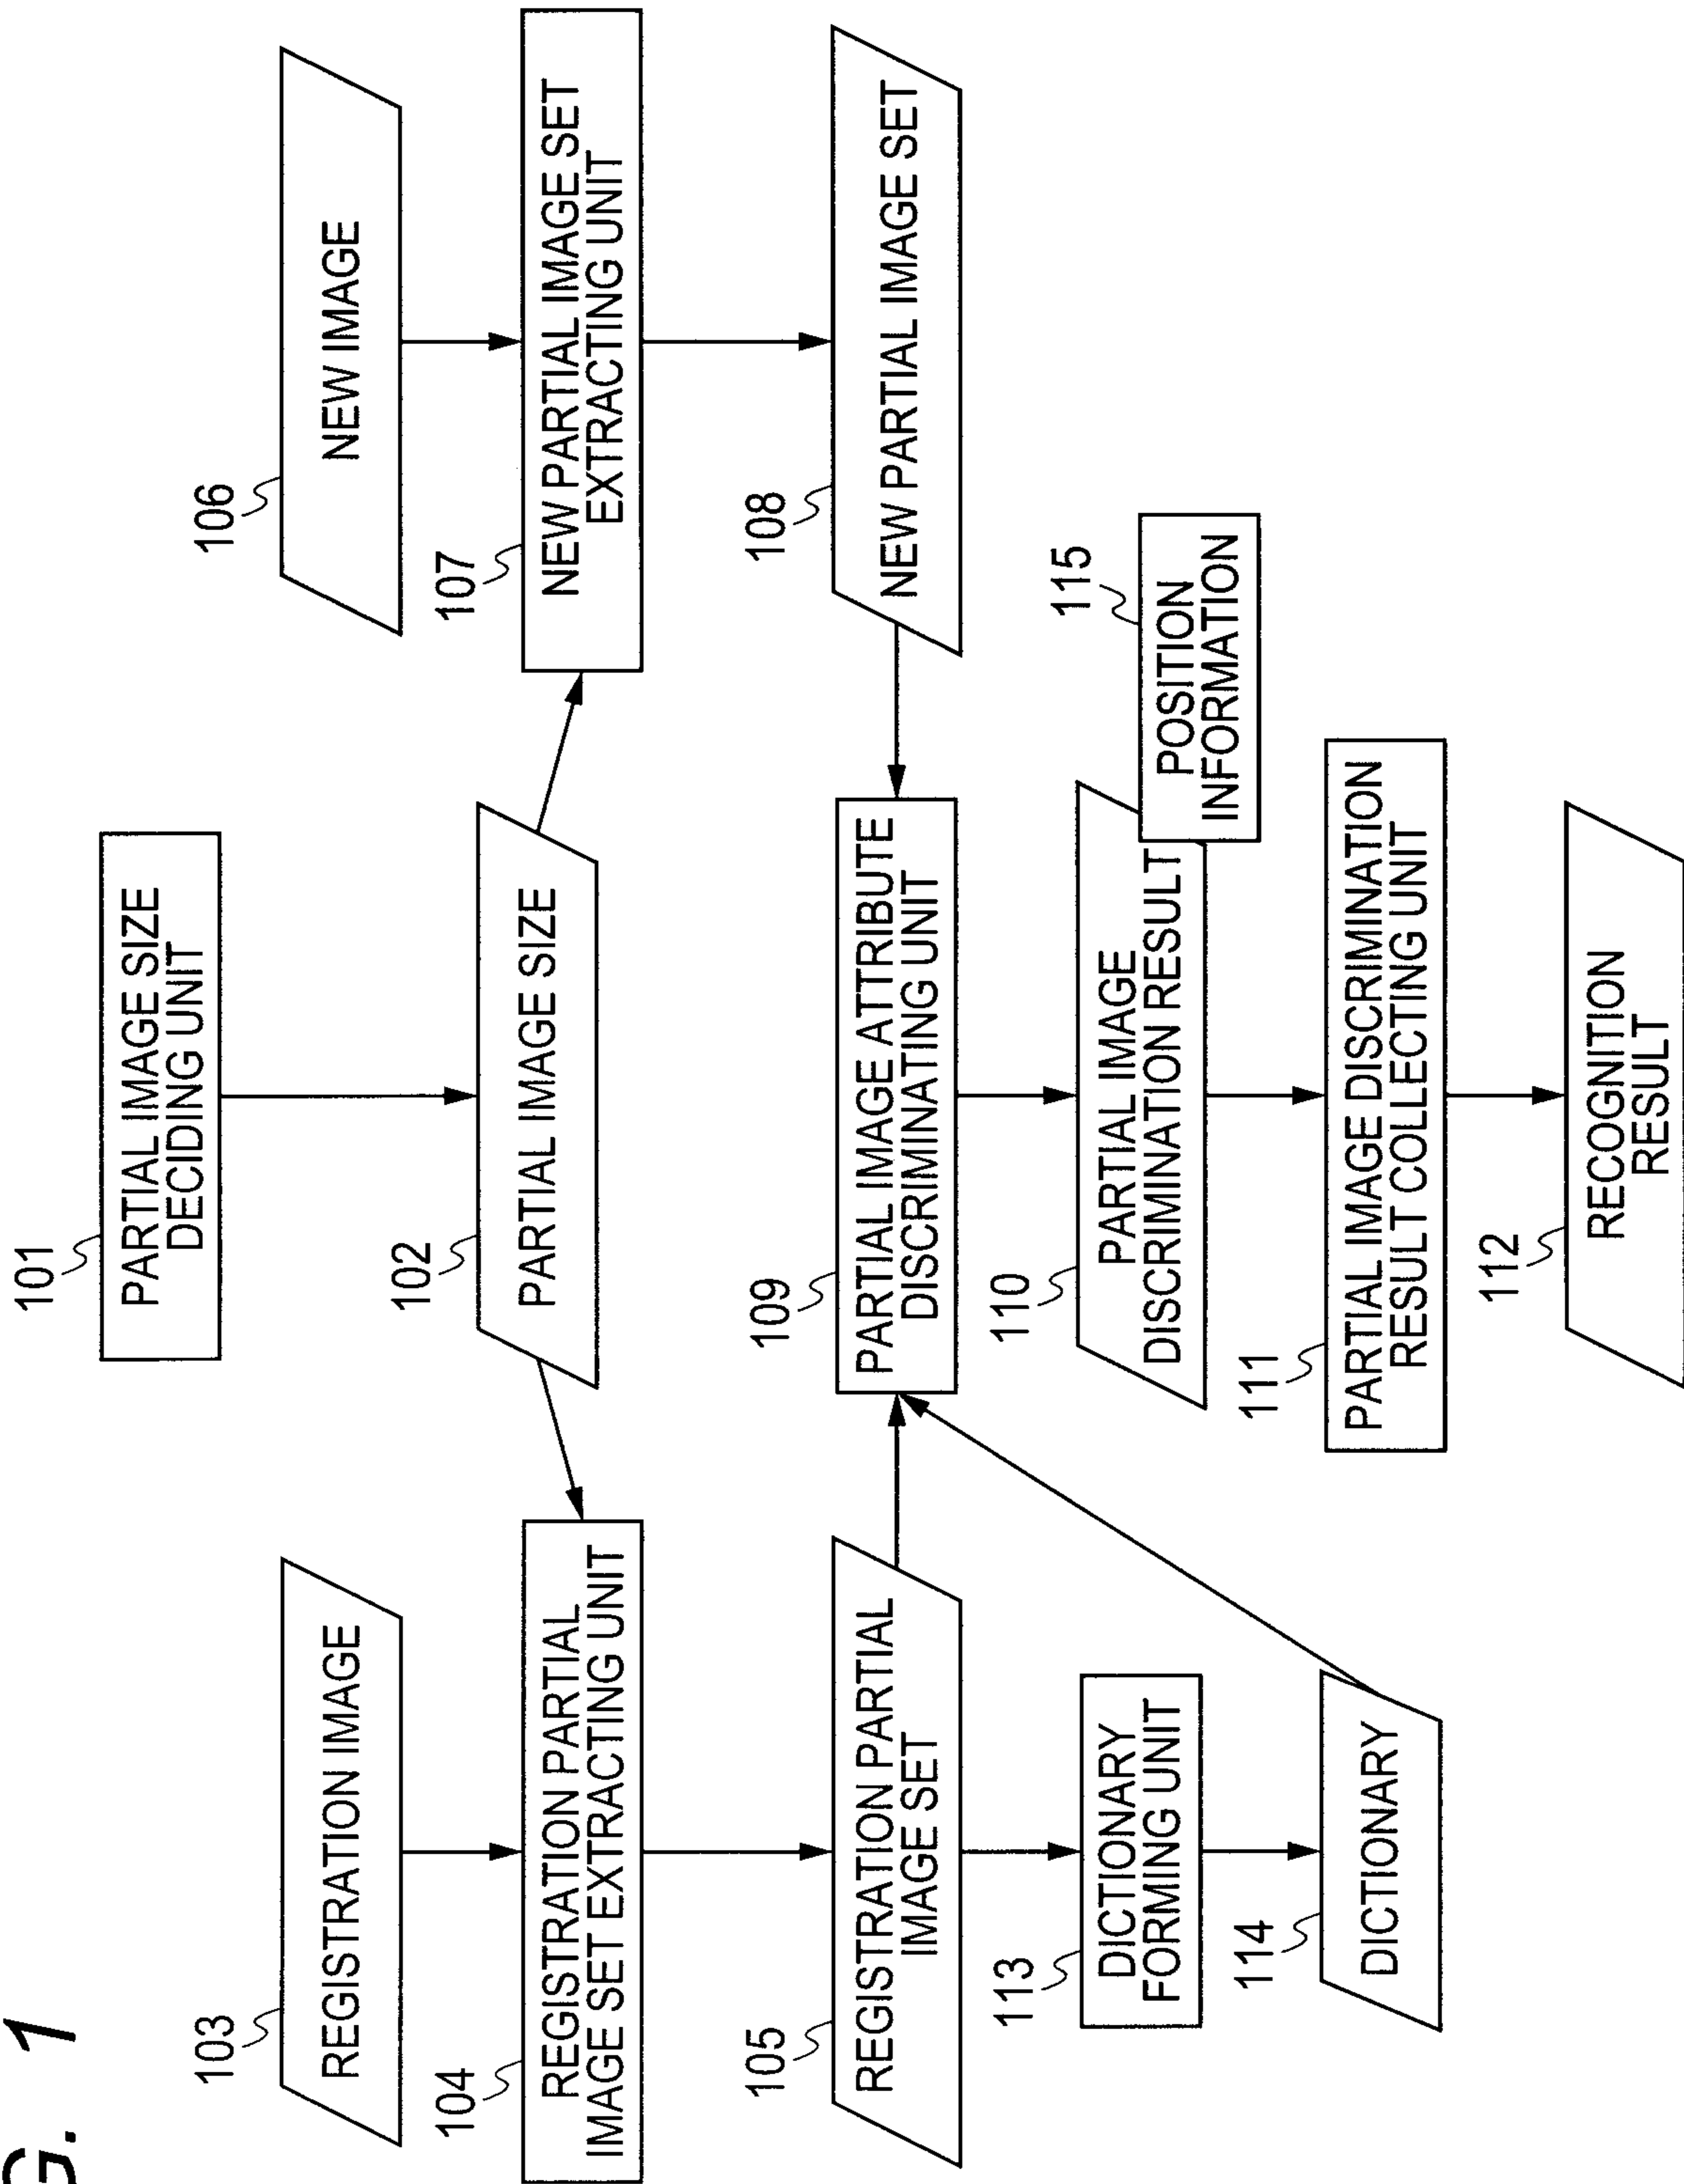 G. 1
101
PARTIAL IMAGE SIZE
DECIDING UNIT
102
PARTIAL IMAGE SIZE
103
REGISTRATION IMAGE
104
REGISTRATION PARTIAL
IMAGE SET EXTRACTING UNIT
105
REGISTRATION PARTIAL
IMAGE SET
106
NEW IMAGE
107
NEW PARTIAL IMAGE SET
EXTRACTING UNIT
108
NEW PARTIAL IMAGE SET
109
PARTIAL IMAGE ATTRIBUTE
DISCRIMINATING UNIT
110
PARTIAL IMAGE
DISCRIMINATION RESULT
115
POSITION
INFORMATION
111
PARTIAL IMAGE DISCRIMINATION
RESULT COLLECTING UNIT
112
RECOGNITION
RESULT
113
DICTIONARY
FORMING UNIT
114
DICTIONARY